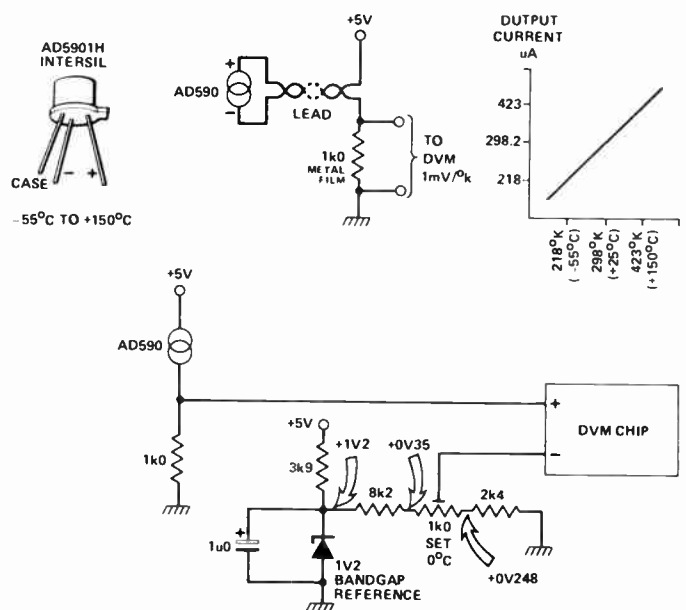 AD5901H
INTERSIL
CASE
−
+
−55°C TO +150°C
+5V
+
AD590
−
LEAD
1k0
METAL
FILM
TO
DVM
1mV/°k
OUTPUT
CURRENT
uA
423
298.2
218
218°K
(-55°C)
298°K
(+25°C)
423°K
(+150°C)
+5V
AD590
1k0
+5V
3k9
+1V2
+0V35
8k2
1k0
SET
0°C
2k4
+0V248
+
1u0
1V2
BANDGAP
REFERENCE
+
−
DVM CHIP